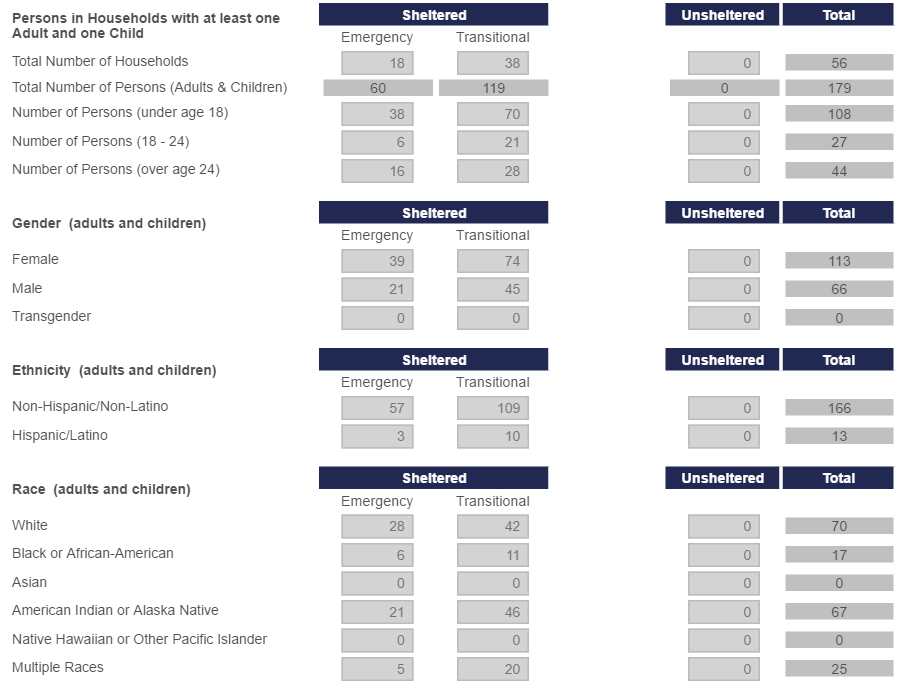 Persons in Households with at least one Sheltered Unsheltered Total
Adult and one Child Emergency Transitional
Total Number of Households 18 38 0 56
Total Number of Persons (Adults & Children) 60 119 0 179
Number of Persons (under age 18) 38 70 0 108
Number of Persons (18 - 24) 6 21 0 27
Number of Persons (over age 24) 16 28 0 44
Sheltered Unsheltered Total
Gender (adults and children)
Emergency Transitional
Female 39 74 0 113
Male 21 45 0 66
Transgender 0 0 0 0
Sheltered Unsheltered Total
Ethnicity (adults and children)
Emergency Transitional
Non-Hispanic/Non-Latino 57 109 0 166
Hispanic/Latino 3 10 0 13
Sheltered Unsheltered Total
Race (adults and children)
Emergency Transitional
White 28 42 0 70
Black or African-American 6 11 0 17
Asian 0 0 0 0
American Indian or Alaska Native 21 46 0 67
Native Hawaiian or Other Pacific Islander 0 0 0 0
Multiple Races 5 20 0 25